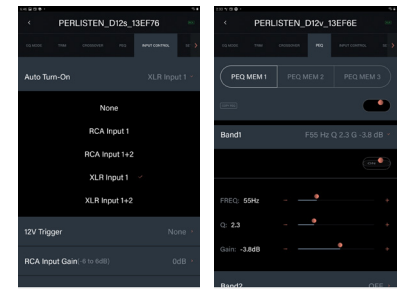 PERLISTEN_D12s_13EF76
EQ MODE TRIM CROSSOVER PEQ INPUT CONTROL
Auto Turn-On XLR Input 1
None
RCA Input 1
RCA Input 1+2
XLR Input 1
XLR Input 1+2
12V Trigger None
RCA Input Gain(-6 to 6dB) 0dB
PERLISTEN_D12v_13EF6E
EQ MODE TRIM CROSSOVER PEQ INPUT CONTROL
PEQ MEM 1 PEQ MEM 2 PEQ MEM 3
Band1 F55 Hz Q 2.3 G -3.8 dB
FREQ: 55Hz - +
Q: 2.3 - +
Gain: -3.8dB - +
Band2 OFF